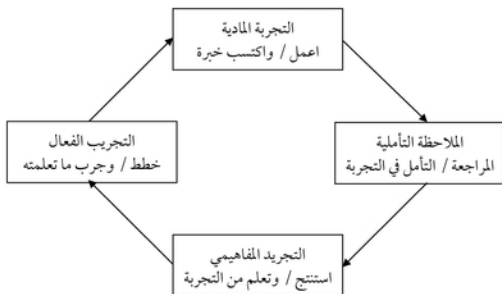 التجربة المادية
اعمل / واكتسب خبرة
الملاحظة التأملية
المراجعة / التأمل في التجربة
التجريد المفاهيمي
استنتج / وتعلم من التجربة
التجريب الفعال
خطط / وجرب ما تعلمته